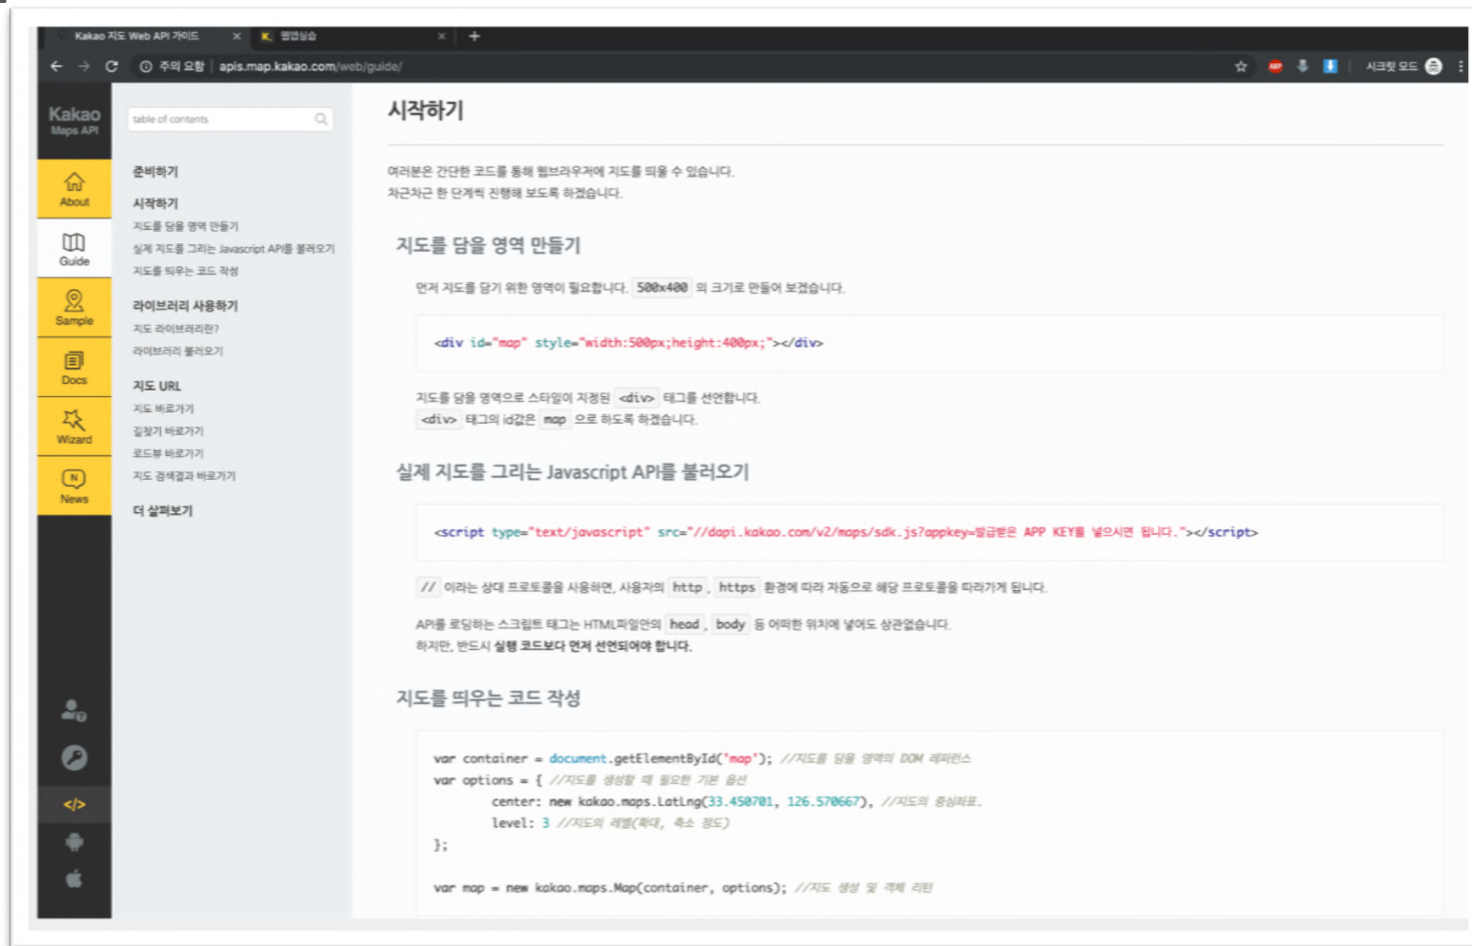 Kakao 지도 Web API 가이드
웹맵실습
주의 요함 | apis.map.kakao.com/web/guide/
시크릿 모드
Kakao
Maps API
About
Guide
Sample
Docs
Wizard
News
table of contents
준비하기
시작하기
지도를 담을 영역 만들기
실제 지도를 그리는 Javascript API를 불러오기
지도를 띄우는 코드 작성
라이브러리 사용하기
지도 라이브러리란?
라이브러리 불러오기
지도 URL
지도 바로가기
길찾기 바로가기
로드뷰 바로가기
지도 검색결과 바로가기
더 살펴보기
시작하기
여러분은 간단한 코드를 통해 웹브라우저에 지도를 띄울 수 있습니다.
차근차근 한 단계씩 진행해 보도록 하겠습니다.
지도를 담을 영역 만들기
먼저 지도를 담기 위한 영역이 필요합니다. 500x400 의 크기로 만들어 보겠습니다.
<div id="map" style="width:500px;height:400px;"></div>
지도를 담을 영역으로 스타일이 지정된 <div> 태그를 선언합니다.
<div> 태그의 id값은 map 으로 하도록 하겠습니다.
실제 지도를 그리는 Javascript API를 불러오기
<script type="text/javascript" src="//dapi.kakao.com/v2/maps/sdk.js?appkey=발급받은 APP KEY를 넣으시면 됩니다."></script>
// 이라는 상대 프로토콜을 사용하면, 사용자의 http, https 환경에 따라 자동으로 해당 프로토콜을 따라가게 됩니다.
API를 로딩하는 스크립트 태그는 HTML파일안의 head, body 등 어떠한 위치에 넣어도 상관없습니다.
하지만, 반드시 실행 코드보다 먼저 선언되어야 합니다.
지도를 띄우는 코드 작성
var container = document.getElementById('map'); //지도를 담을 영역의 DOM 레퍼런스
var options = { //지도를 생성할 때 필요한 기본 옵션
center: new kakao.maps.LatLng(33.450701, 126.570667), //지도의 중심좌표.
level: 3 //지도의 레벨(확대, 축소 정도)
};
var map = new kakao.maps.Map(container, options); //지도 생성 및 객체 리턴